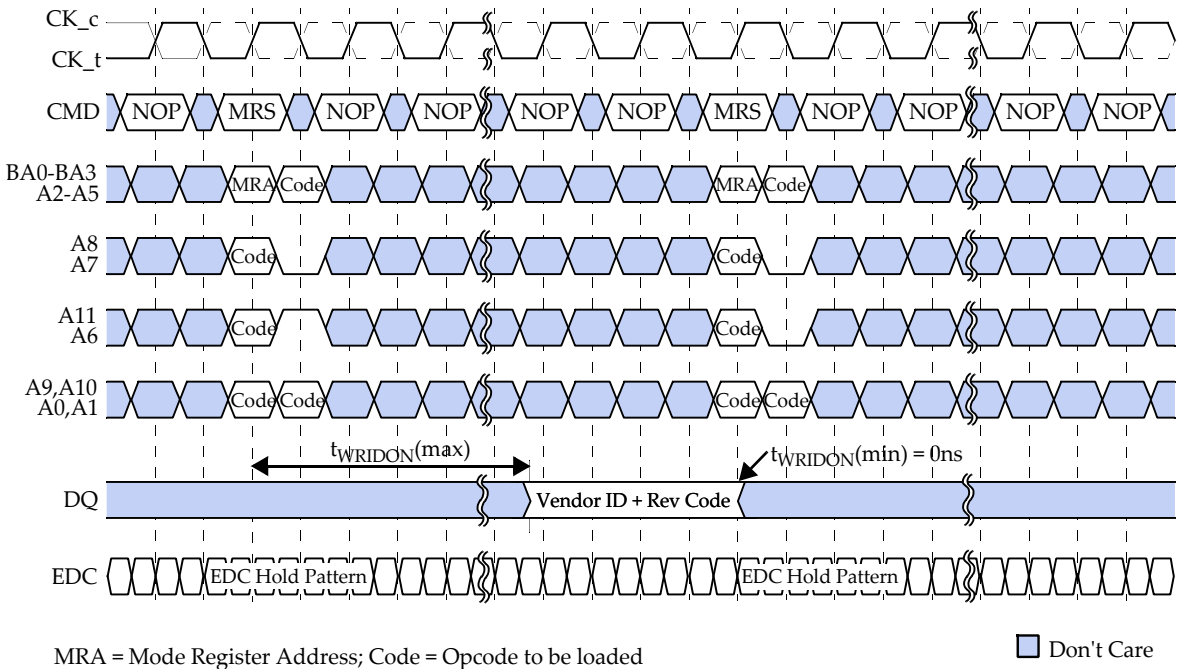 CK_c
CK_t
CMD NOP MRS NOP NOP NOP NOP MRS NOP NOP NOP NOP
BA0-BA3
A2-A5
MRA Code MRA Code
A8
A7
Code Code
A11
A6
Code Code
A9,A10
A0,A1
Code Code Code Code
tWRIDON(max) tWRIDON(min) = 0ns
DQ Vendor ID + Rev Code
EDC EDC Hold Pattern EDC Hold Pattern
MRA = Mode Register Address; Code = Opcode to be loaded
Don't Care